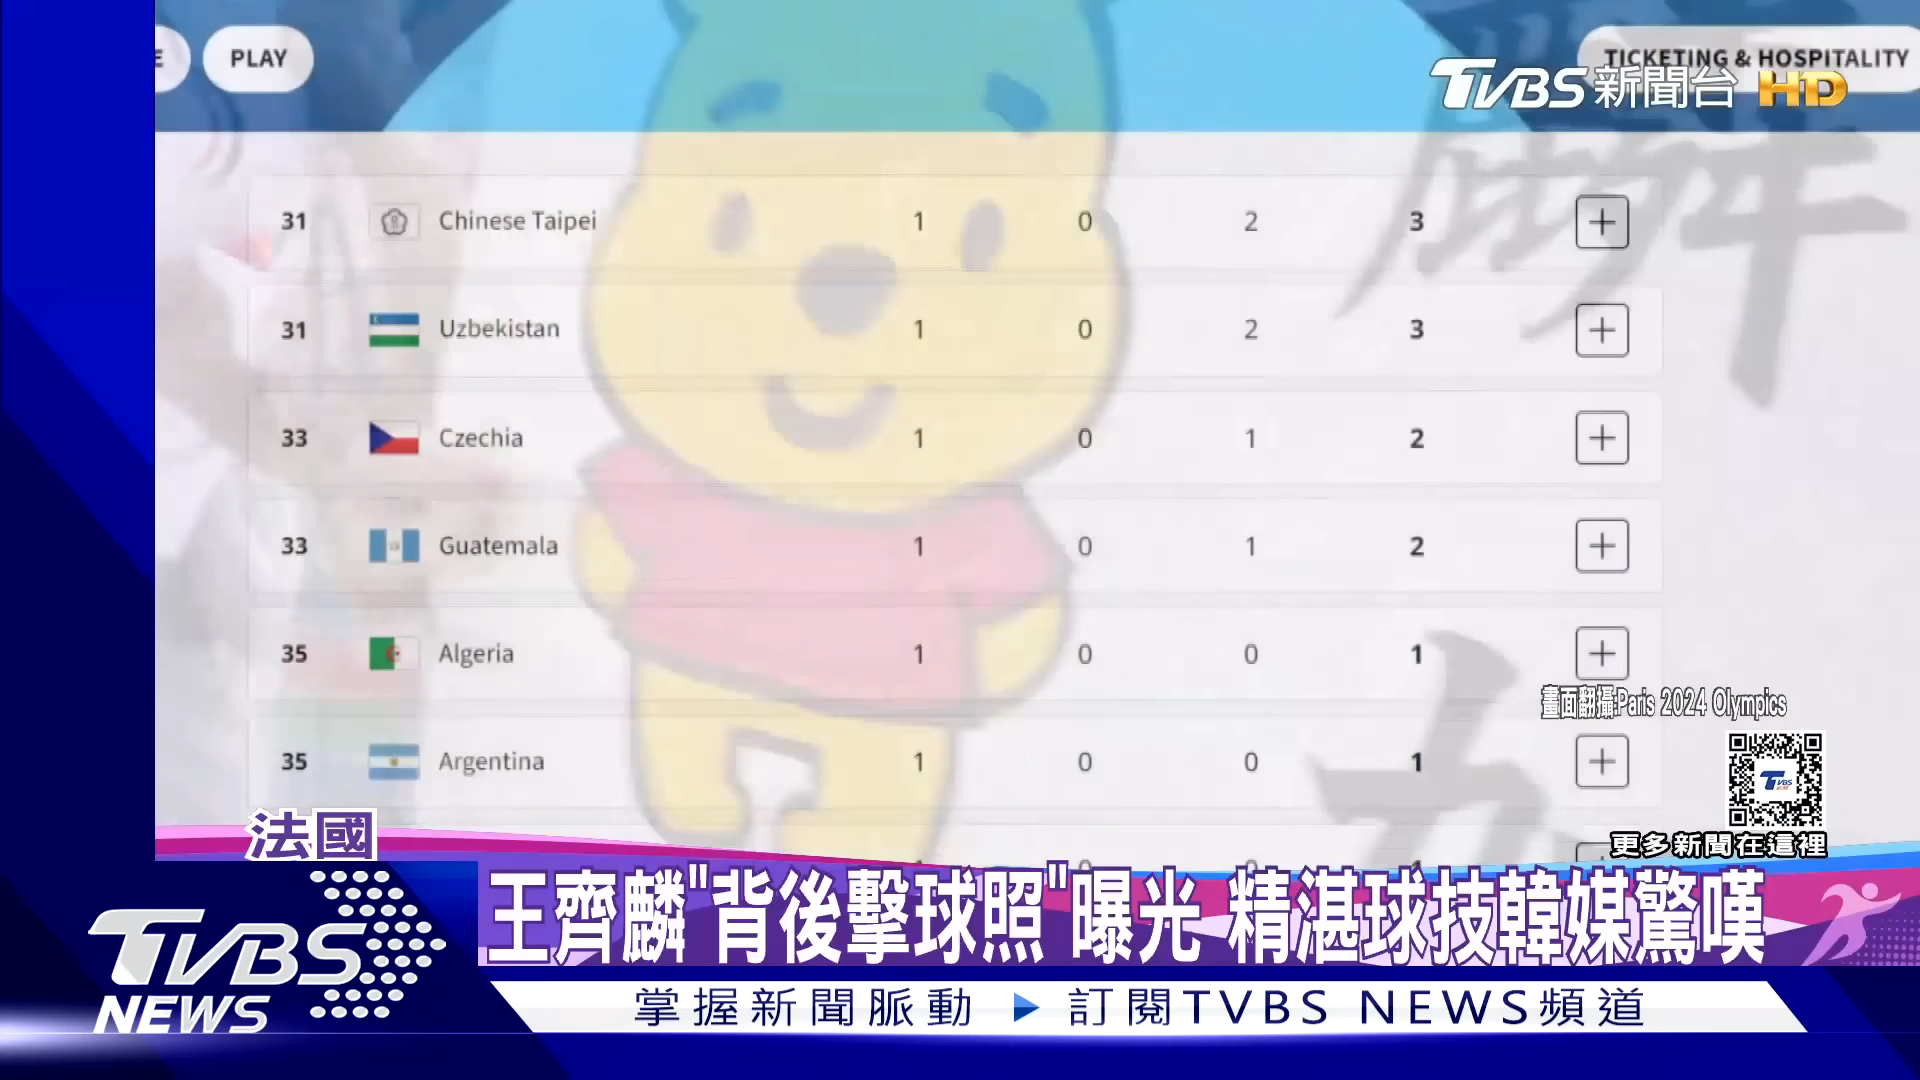 E
PLAY
TICKETING & HOSPITALITY
TVBS新聞台 HD
31 Chinese Taipei 1 0 2 3 +
31 Uzbekistan 1 0 2 3 +
33 Czechia 1 0 1 2 +
33 Guatemala 1 0 1 2 +
35 Algeria 1 0 0 1 +
畫面翻攝:Paris 2024 Olympics
35 Argentina 1 0 0 1 +
TVBS
更多新聞在這裡
法國
王齊麟"背後擊球照"曝光 精湛球技韓媒驚嘆
TVBS
NEWS
掌握新聞脈動 ▶ 訂閱TVBS NEWS頻道